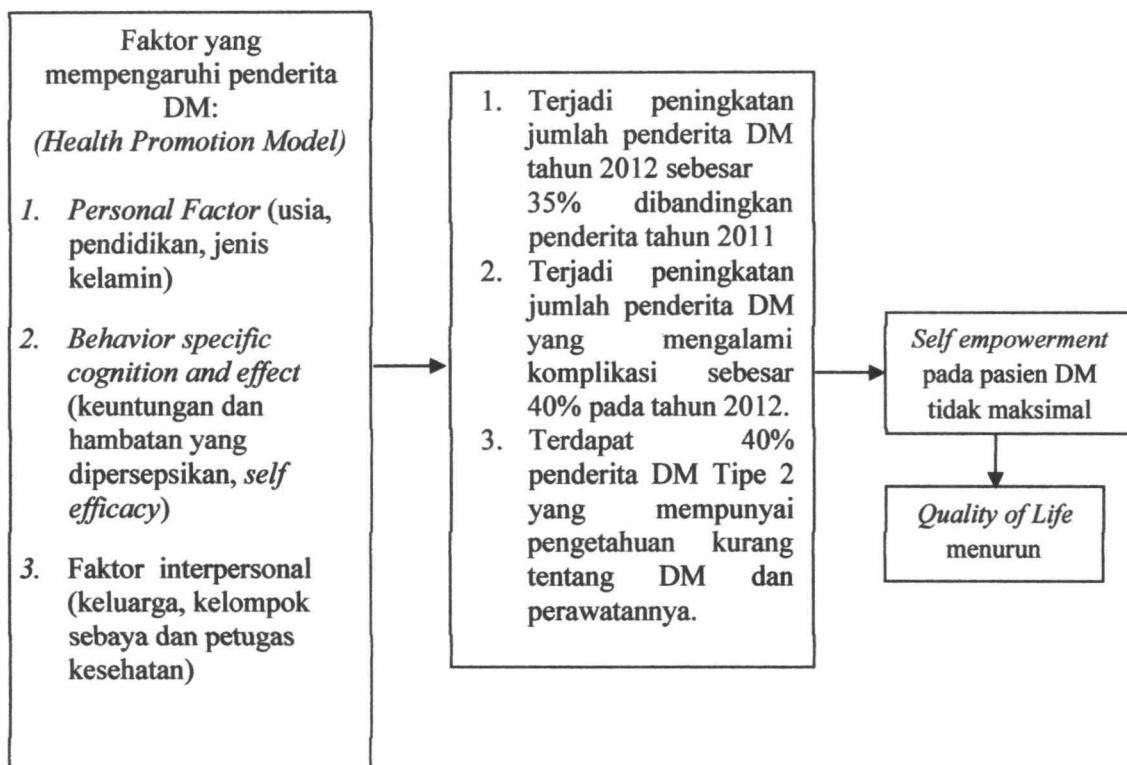 Faktor yang
mempengaruhi penderita
DM:
(Health Promotion Model)
1. Personal Factor (usia,
pendidikan, jenis
kelamin)
2. Behavior specific
cognition and effect
(keuntungan dan
hambatan yang
dipersepsikan, self
efficacy)
3. Faktor interpersonal
(keluarga, kelompok
sebaya dan petugas
kesehatan)
1. Terjadi peningkatan
jumlah penderita DM
tahun 2012 sebesar
35% dibandingkan
penderita tahun 2011
2. Terjadi peningkatan
jumlah penderita DM
yang mengalami
komplikasi sebesar
40% pada tahun 2012.
3. Terdapat 40%
penderita DM Tipe 2
yang mempunyai
pengetahuan kurang
tentang DM dan
perawatannya.
Self empowerment
pada pasien DM
tidak maksimal
Quality of Life
menurun